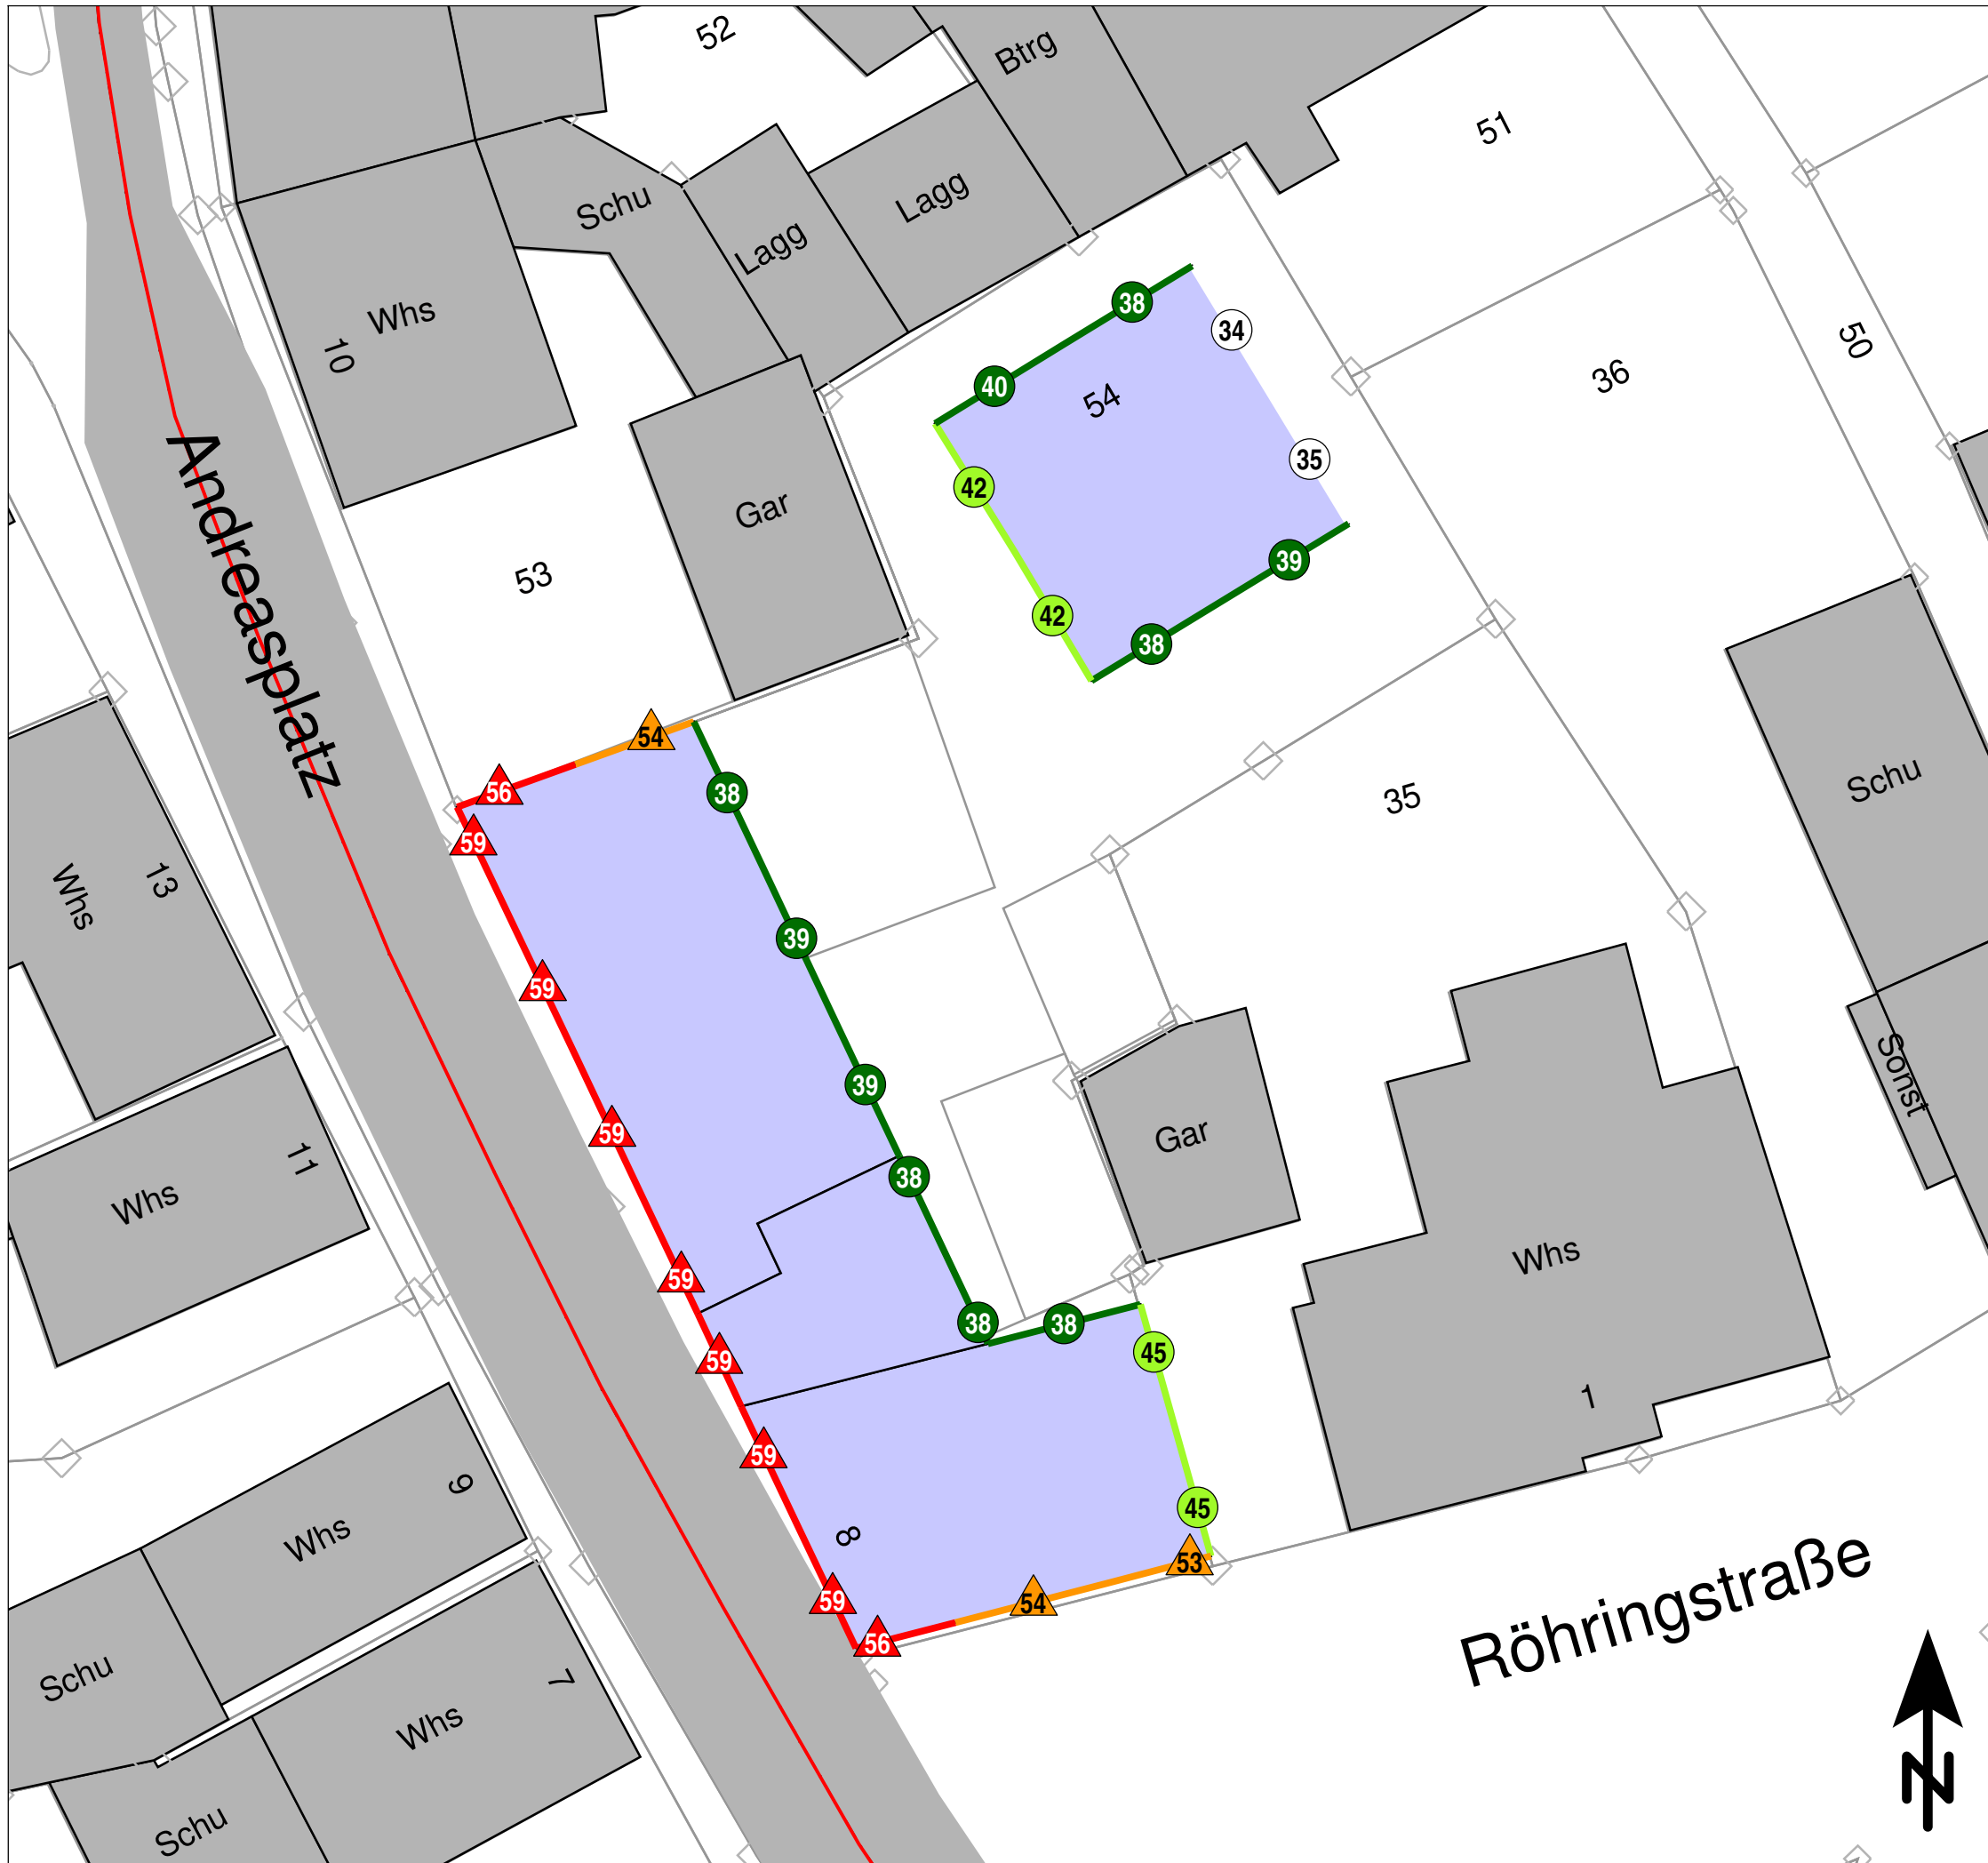 52
Btrg
51
Schu
Lagg
Lagg
Whs
10
38
34
50
36
40
54
35
42
Gar
39
53
42
38
Andreasplatz
54
56
38
59
35
Schu
13
Whs
39
59
39
Sonst
59
Gar
11
Whs
38
59
Whs
38
38
45
59
1
59
9
45
Whs
8
53
54
59
56
Röhringstraße
Schu
7
Whs
Schu
N